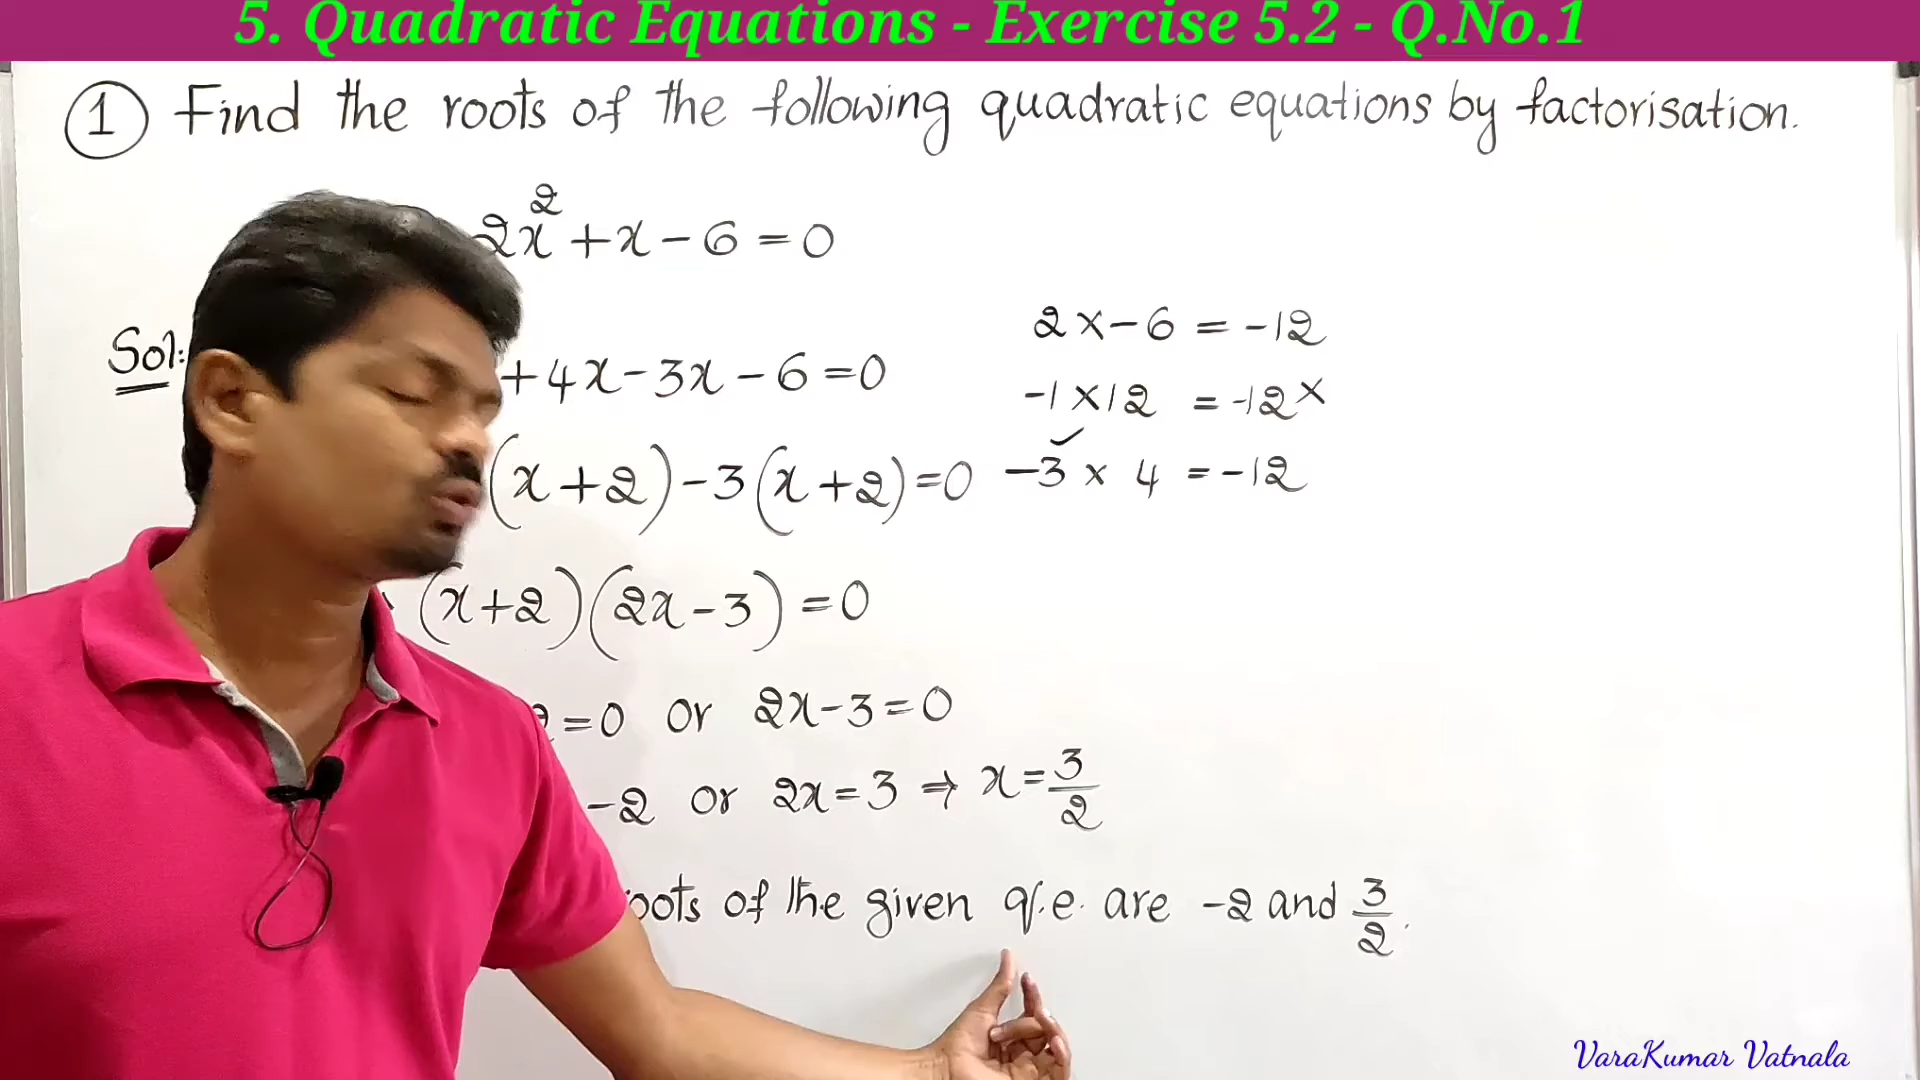 5. Quadratic Equations - Exercise 5.2 - Q.No.1
① Find the roots of the following quadratic equations by factorisation.
2x² + x - 6 = 0
Sol:
+ 4x - 3x - 6 = 0
(x + 2) - 3(x + 2) = 0
(x + 2)(2x - 3) = 0
2 = 0 or 2x - 3 = 0
-2 or 2x = 3 ⇒ x = 3/2
oots of the given q.e. are -2 and 3/2.
2 x -6 = -12
-1 x 12 = -12 x
✓
-3 x 4 = -12
VaraKumar Vatnala